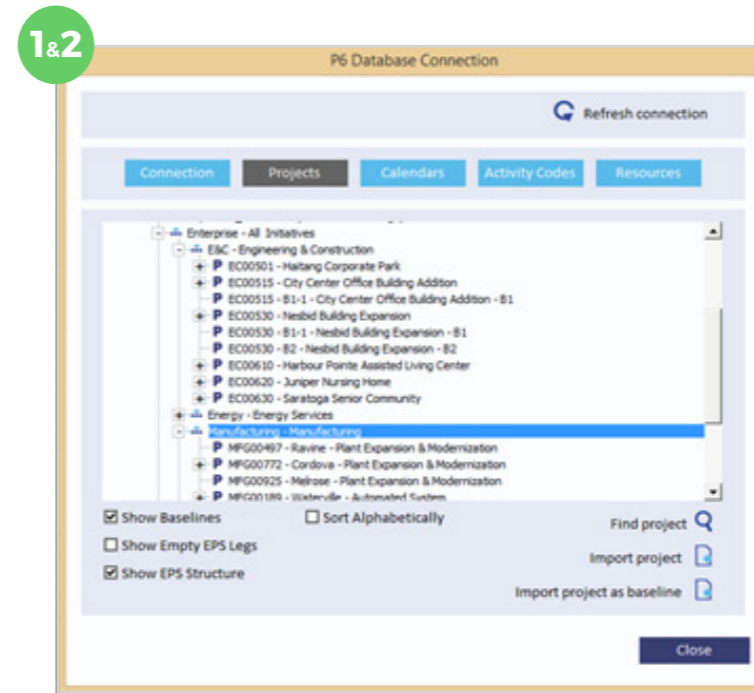 1&2
P6 Database Connection
Refresh connection
Connection Projects Calendars Activity Codes Resources
Enterprise - All Initiatives
E&C - Engineering & Construction
EC00501 - Haitang Corporate Park
EC00515 - City Center Office Building Addition
EC00515 - B1-1 - City Center Office Building Addition - B1
EC00530 - Nesbid Building Expansion
EC00530 - B1-1 - Nesbid Building Expansion - B1
EC00530 - B2 - Nesbid Building Expansion - B2
EC00610 - Harbour Pointe Assisted Living Center
EC00620 - Juniper Nursing Home
EC00630 - Saratoga Senior Community
Energy - Energy Services
Manufacturing - Manufacturing
MFG00497 - Ravine - Plant Expansion & Modernization
MFG00772 - Cordova - Plant Expansion & Modernization
MFG00925 - Melrose - Plant Expansion & Modernization
MFG00189 - Waterville - Automated System
Show Baselines Sort Alphabetically Find project
Show Empty EPS Legs
Import project
Show EPS Structure
Import project as baseline
Close